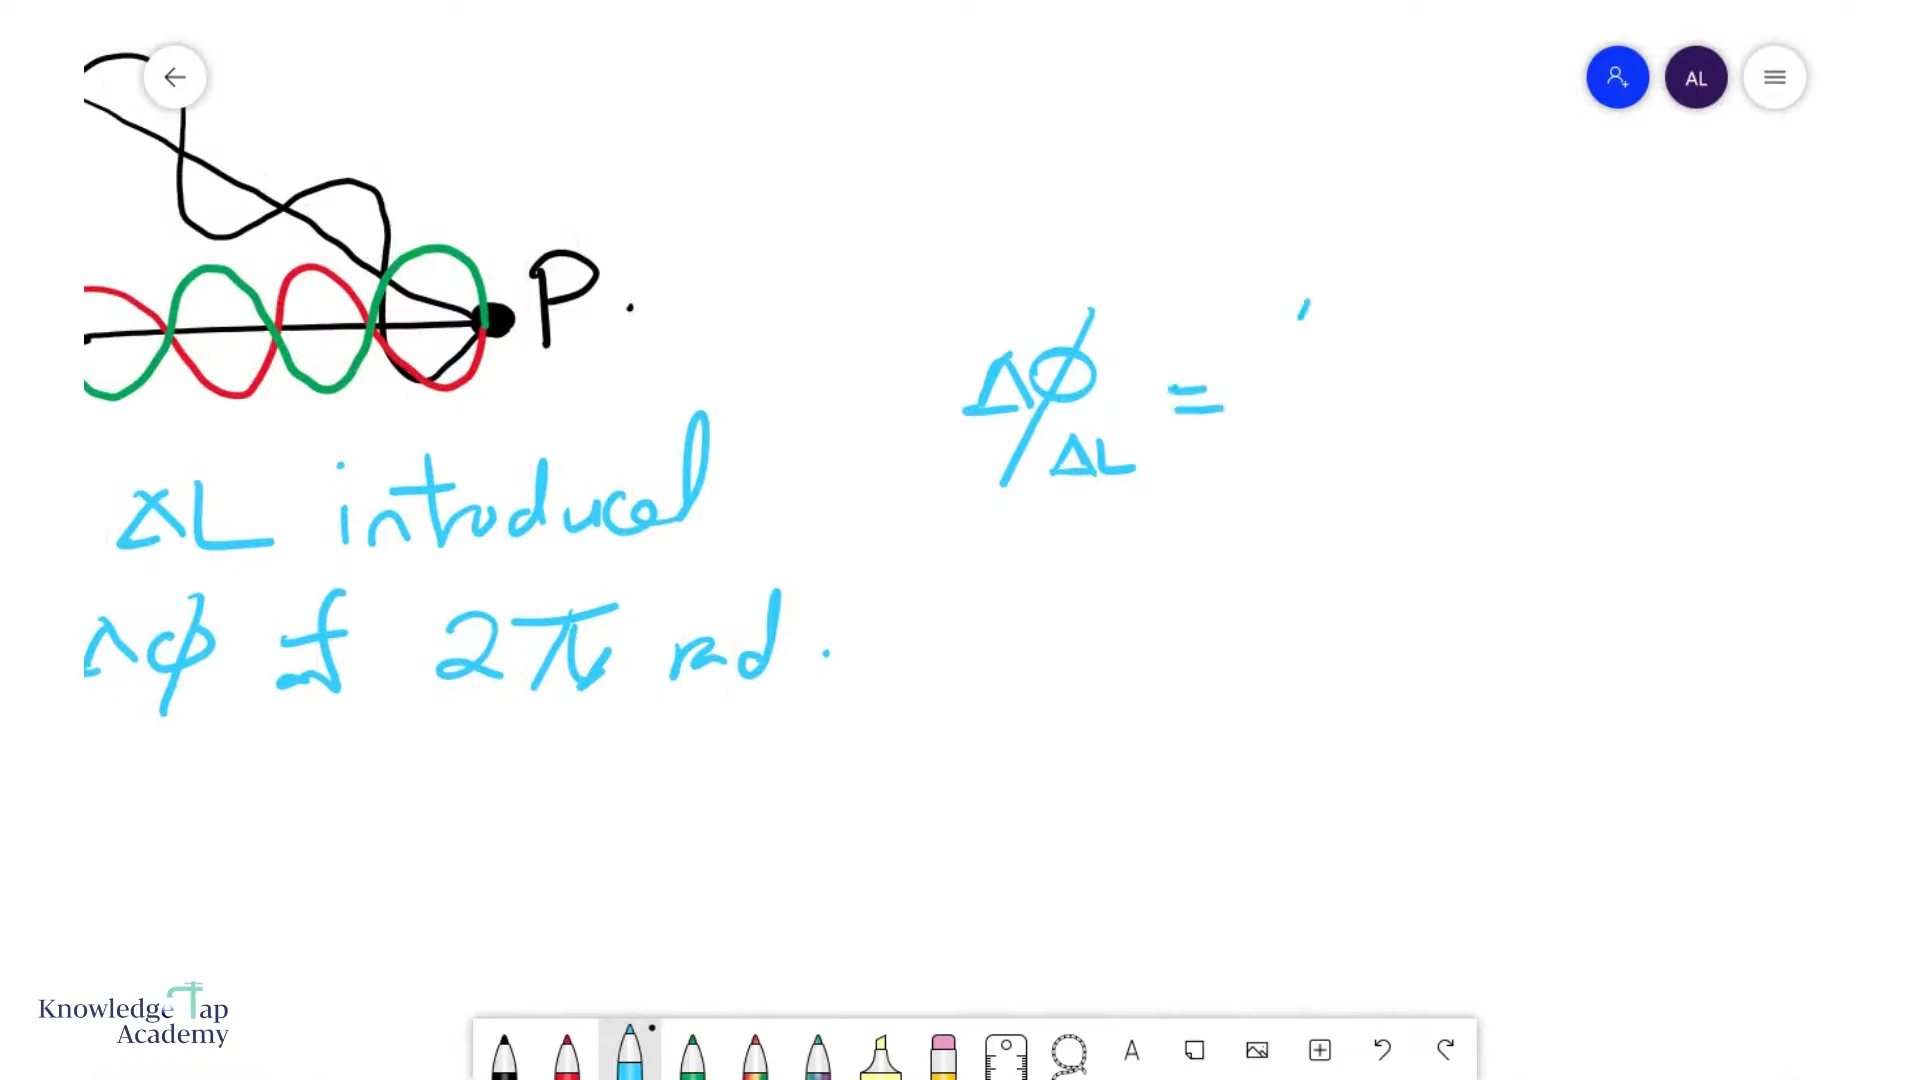 AL
P.
Δϕ/ΔL =
ΔL introduced
Δϕ of 2π rad.
Knowledge Tap
Academy
A